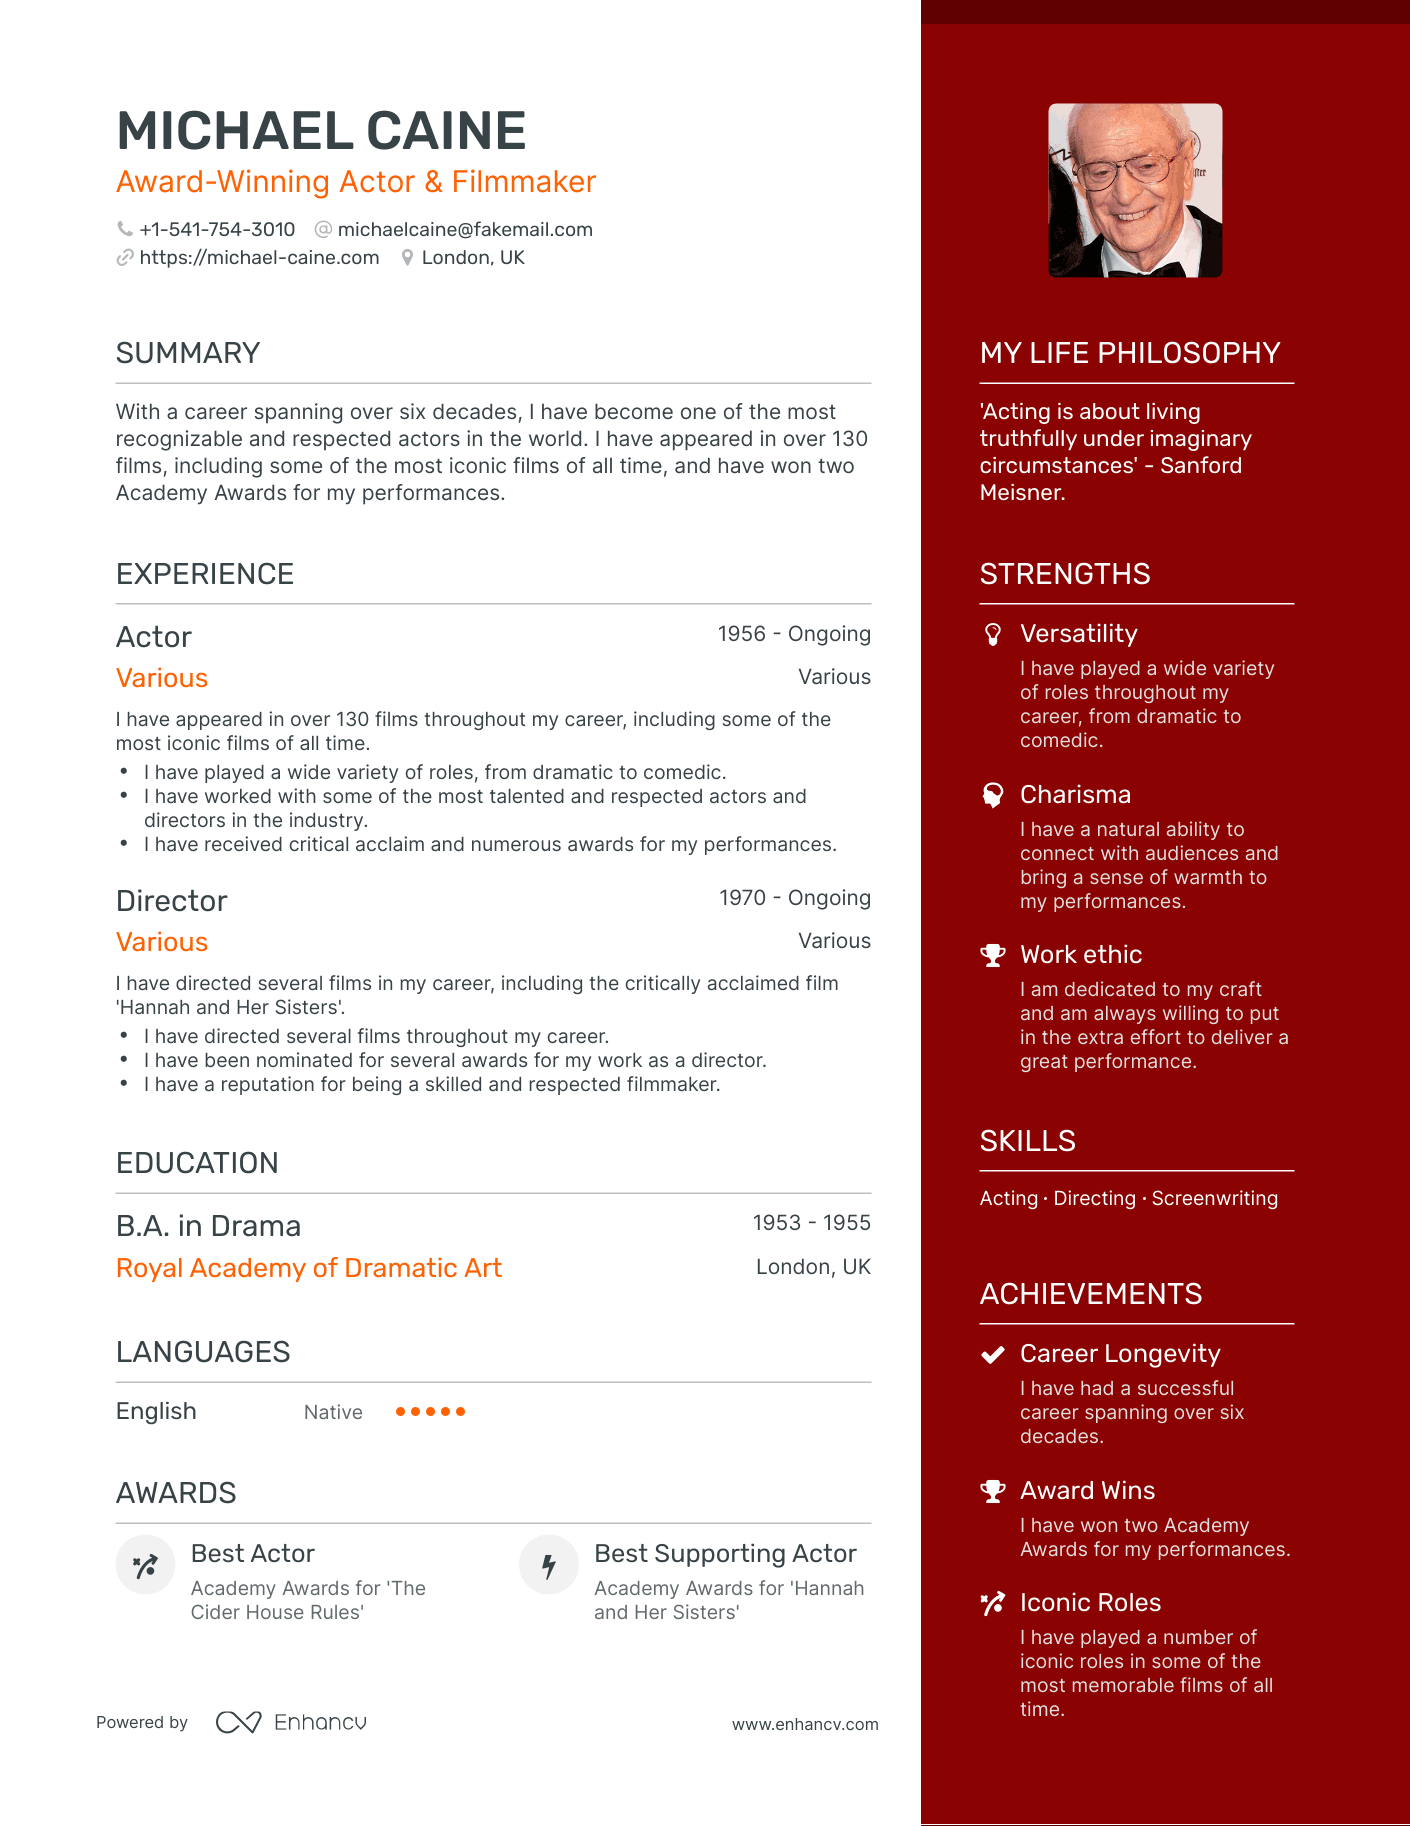 MICHAEL CAINE
Award-Winning Actor & Filmmaker
+1-541-754-3010 @ michaelcaine@fakemail.com
https://michael-caine.com London, UK
SUMMARY
With a career spanning over six decades, I have become one of the most
recognizable and respected actors in the world. I have appeared in over 130
films, including some of the most iconic films of all time, and have won two
Academy Awards for my performances.
EXPERIENCE
Actor 1956 - Ongoing
Various Various
I have appeared in over 130 films throughout my career, including some of the
most iconic films of all time.
• I have played a wide variety of roles, from dramatic to comedic.
• I have worked with some of the most talented and respected actors and
directors in the industry.
• I have received critical acclaim and numerous awards for my performances.
Director 1970 - Ongoing
Various Various
I have directed several films in my career, including the critically acclaimed film
'Hannah and Her Sisters'.
• I have directed several films throughout my career.
• I have been nominated for several awards for my work as a director.
• I have a reputation for being a skilled and respected filmmaker.
EDUCATION
B.A. in Drama 1953 - 1955
Royal Academy of Dramatic Art London, UK
LANGUAGES
English Native
AWARDS
Best Actor
Academy Awards for 'The
Cider House Rules'
Best Supporting Actor
Academy Awards for 'Hannah
and Her Sisters'
Powered by Enhancv www.enhancv.com
MY LIFE PHILOSOPHY
'Acting is about living
truthfully under imaginary
circumstances' - Sanford
Meisner.
STRENGTHS
Versatility
I have played a wide variety
of roles throughout my
career, from dramatic to
comedic.
Charisma
I have a natural ability to
connect with audiences and
bring a sense of warmth to
my performances.
Work ethic
I am dedicated to my craft
and am always willing to put
in the extra effort to deliver a
great performance.
SKILLS
Acting · Directing · Screenwriting
ACHIEVEMENTS
Career Longevity
I have had a successful
career spanning over six
decades.
Award Wins
I have won two Academy
Awards for my performances.
Iconic Roles
I have played a number of
iconic roles in some of the
most memorable films of all
time.